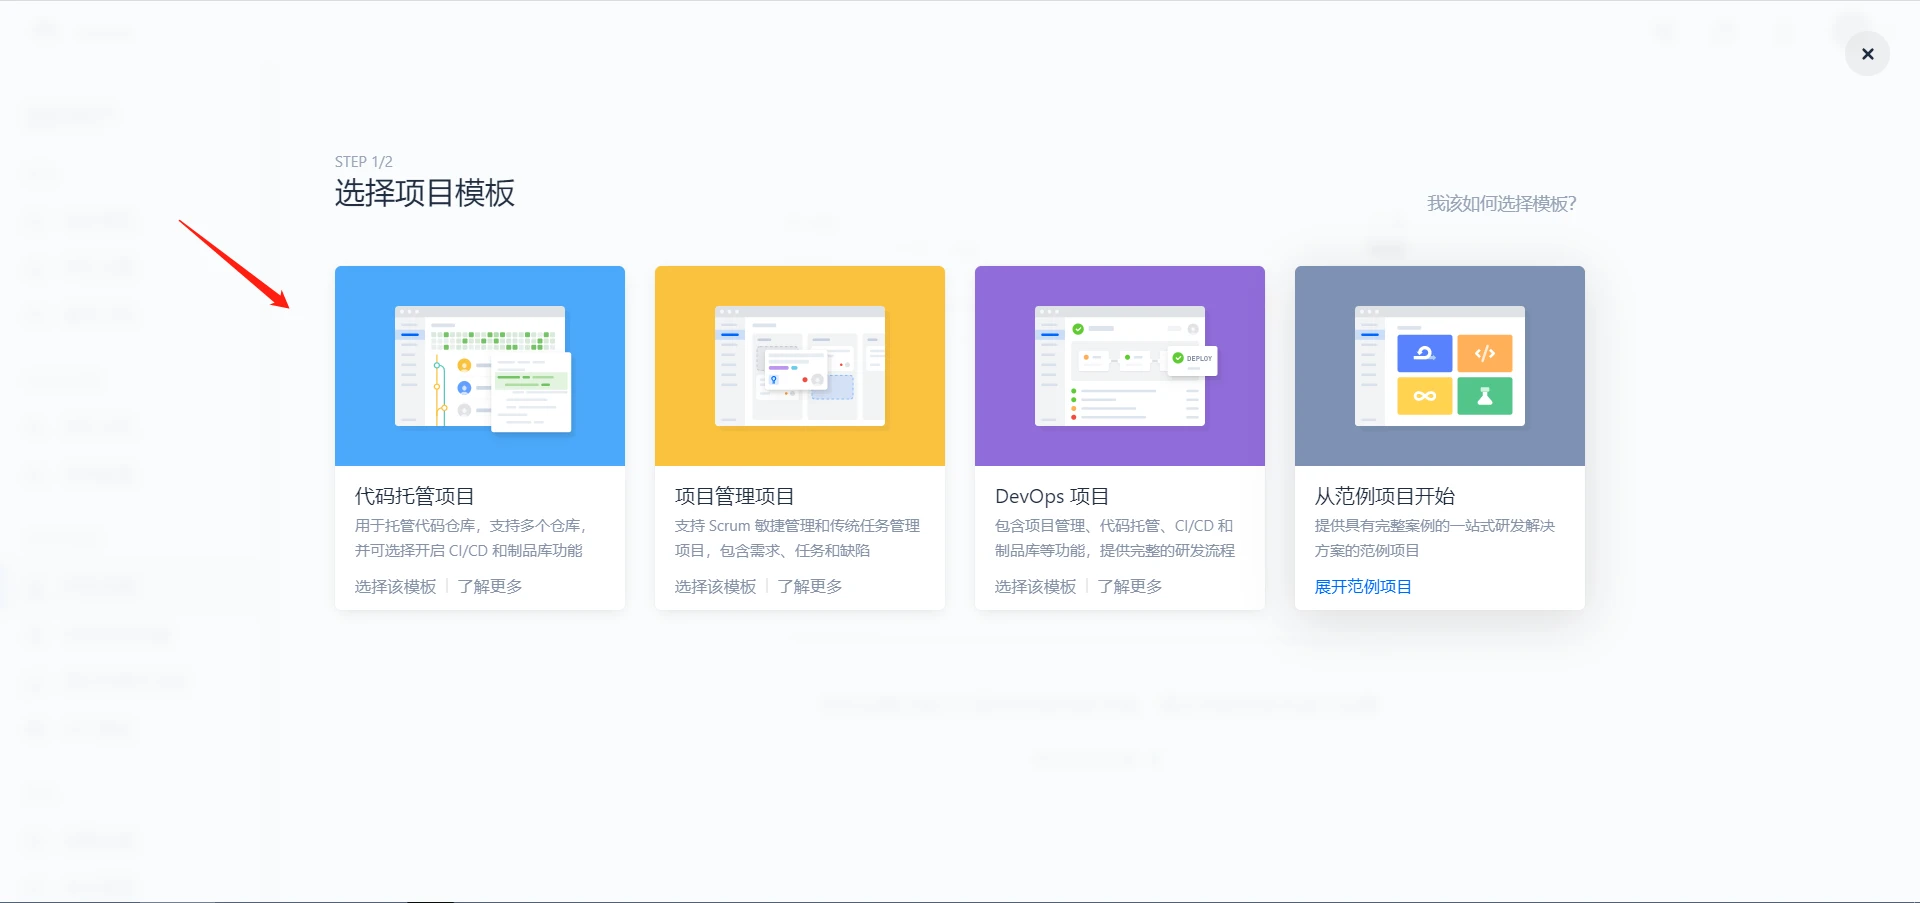 STEP 1/2
选择项目模板
我该如何选择模板?
DEPLOY
代码托管项目
用于托管代码仓库，支持多个仓库，
并可选择开启 CI/CD 和制品库功能
选择该模板 | 了解更多
项目管理项目
支持 Scrum 敏捷管理和传统任务管理
项目，包含需求、任务和缺陷
选择该模板 | 了解更多
DevOps 项目
包含项目管理、代码托管、CI/CD 和
制品库等功能，提供完整的研发流程
选择该模板 | 了解更多
从范例项目开始
提供具有完整案例的一站式研发解决
方案的范例项目
展开范例项目